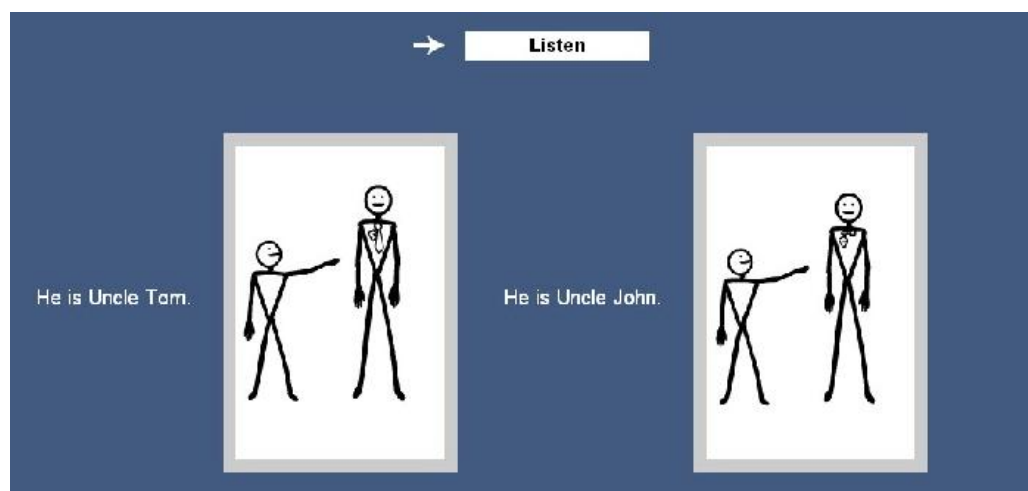 Listen
He is Uncle Tom.
He is Uncle John.